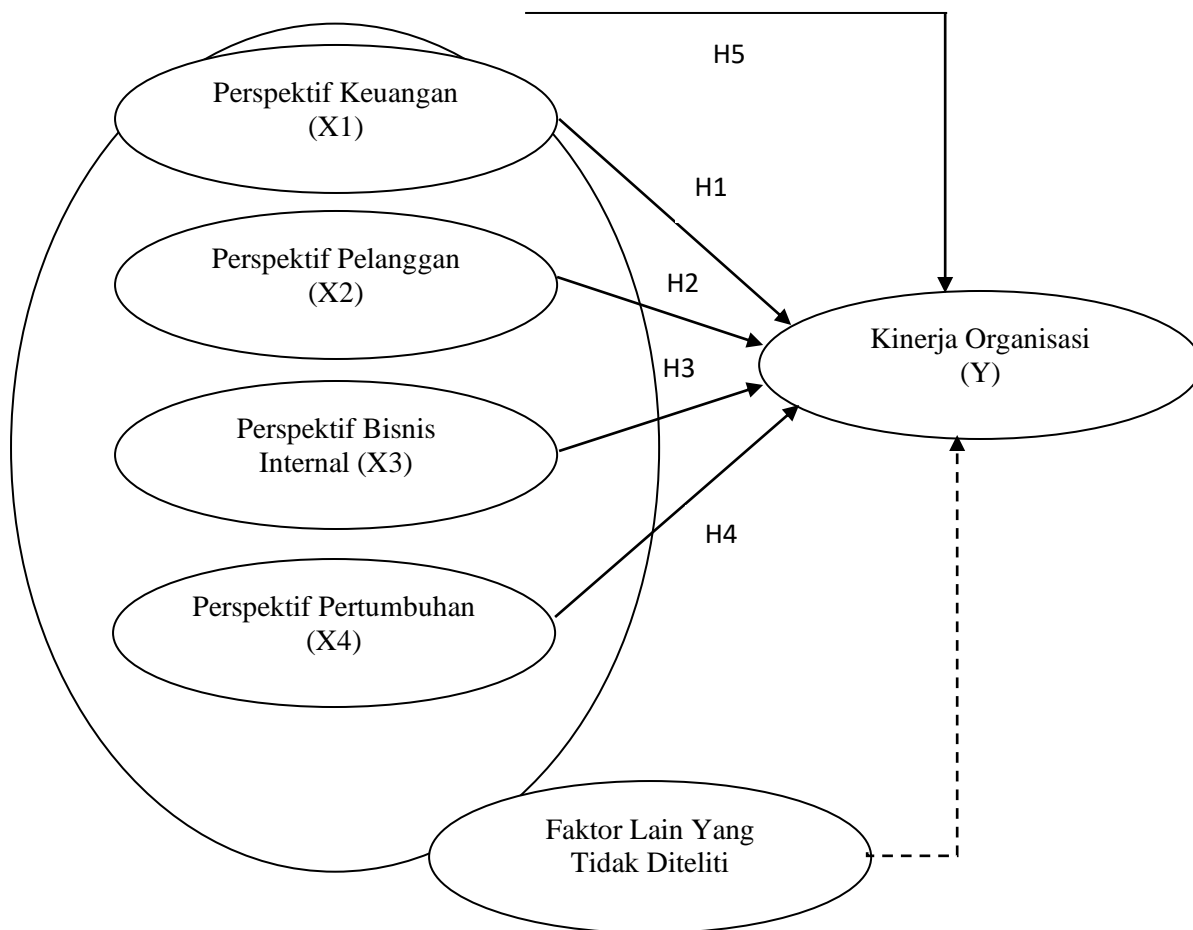 H5
Perspektif Keuangan
(X1)
H1
Perspektif Pelanggan
(X2)
H2
Kinerja Organisasi
(Y)
H3
Perspektif Bisnis
Internal (X3)
H4
Perspektif Pertumbuhan
(X4)
Faktor Lain Yang
Tidak Diteliti